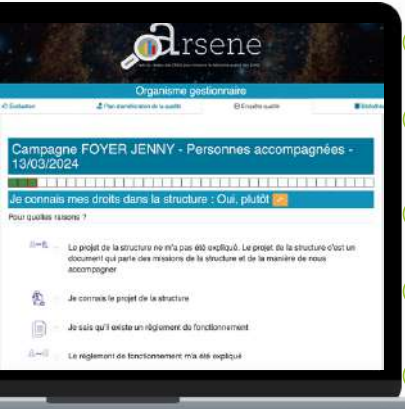 arsene
Organisme gestionnaire
Evaluation
Plan d'amélioration de la qualité
Enquête qualité
Campagne FOYER JENNY - Personnes accompagnées -
13/03/2024
Je connais mes droits dans la structure : Oui, plutôt
Pour quelles raisons ?
Le projet de la structure ne m'a pas été expliqué. Le projet de la structure c'est un
document qui parle des missions de la structure et de la manière de nous
accompagner
Je connais le projet de la structure
Je sais qu'il existe un règlement de fonctionnement
Le règlement de fonctionnement m'a été expliqué